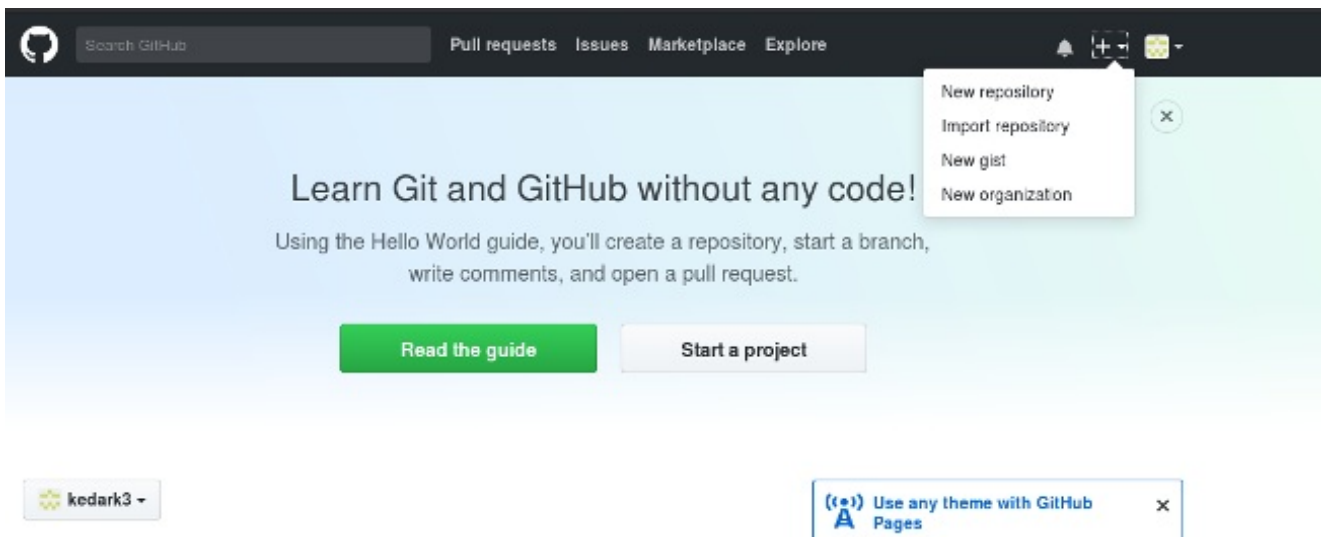 Search GitHub
Pull requests Issues Marketplace Explore
New repository
Import repository
New gist
New organization
Learn Git and GitHub without any code!
Using the Hello World guide, you'll create a repository, start a branch,
write comments, and open a pull request.
Read the guide
Start a project
kedark3
Use any theme with GitHub
Pages